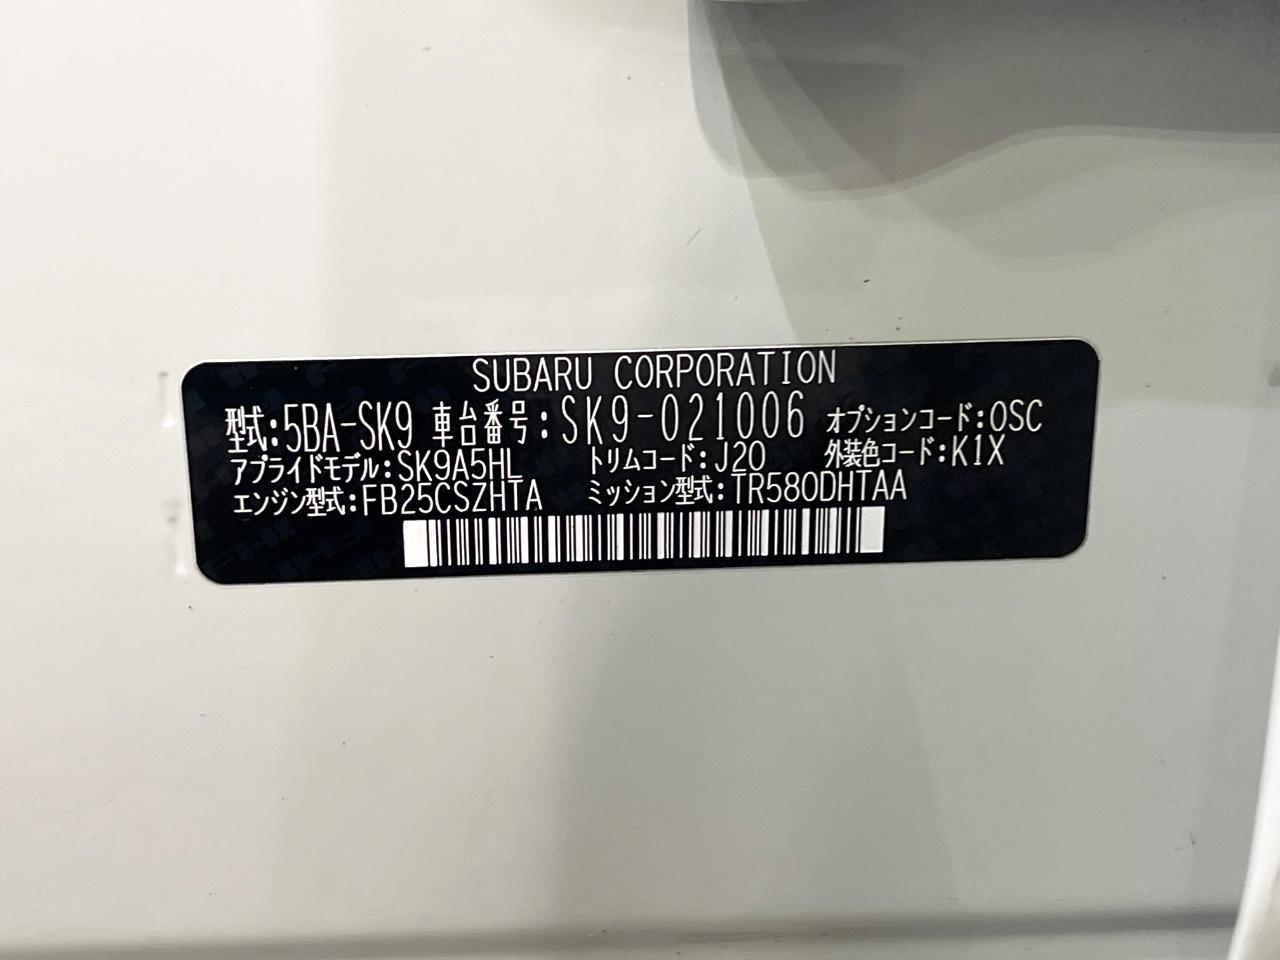 SUBARU CORPORATION
型式:5BA-SK9 車台番号:SK9-021006 オプションコード:OSC
アプライドモデル:SK9A5HL トリムコード:J20 外装色コード:K1X
エンジン型式:FB25CSZHTA ミッション型式:TR580DHTAA